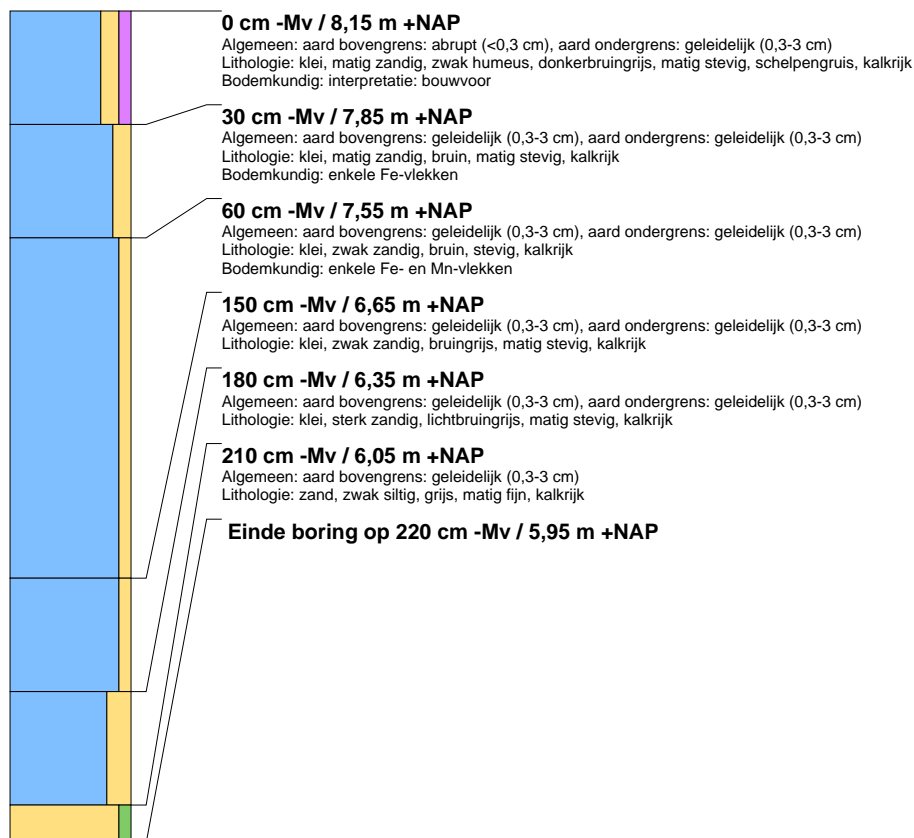 0 cm -Mv / 8,15 m +NAP
Algemeen: aard bovengrens: abrupt (<0,3 cm), aard ondergrens: geleidelijk (0,3-3 cm)
Lithologie: klei, matig zandig, zwak humeus, donkerbruingrijs, matig stevig, schelpengruis, kalkrijk
Bodemkundig: interpretatie: bouwvoor
30 cm -Mv / 7,85 m +NAP
Algemeen: aard bovengrens: geleidelijk (0,3-3 cm), aard ondergrens: geleidelijk (0,3-3 cm)
Lithologie: klei, matig zandig, bruin, matig stevig, kalkrijk
Bodemkundig: enkele Fe-vlekken
60 cm -Mv / 7,55 m +NAP
Algemeen: aard bovengrens: geleidelijk (0,3-3 cm), aard ondergrens: geleidelijk (0,3-3 cm)
Lithologie: klei, zwak zandig, bruin, stevig, kalkrijk
Bodemkundig: enkele Fe- en Mn-vlekken
150 cm -Mv / 6,65 m +NAP
Algemeen: aard bovengrens: geleidelijk (0,3-3 cm), aard ondergrens: geleidelijk (0,3-3 cm)
Lithologie: klei, zwak zandig, bruingrijs, matig stevig, kalkrijk
180 cm -Mv / 6,35 m +NAP
Algemeen: aard bovengrens: geleidelijk (0,3-3 cm), aard ondergrens: geleidelijk (0,3-3 cm)
Lithologie: klei, sterk zandig, lichtbruingrijs, matig stevig, kalkrijk
210 cm -Mv / 6,05 m +NAP
Algemeen: aard bovengrens: geleidelijk (0,3-3 cm)
Lithologie: zand, zwak siltig, grijs, matig fijn, kalkrijk
Einde boring op 220 cm -Mv / 5,95 m +NAP